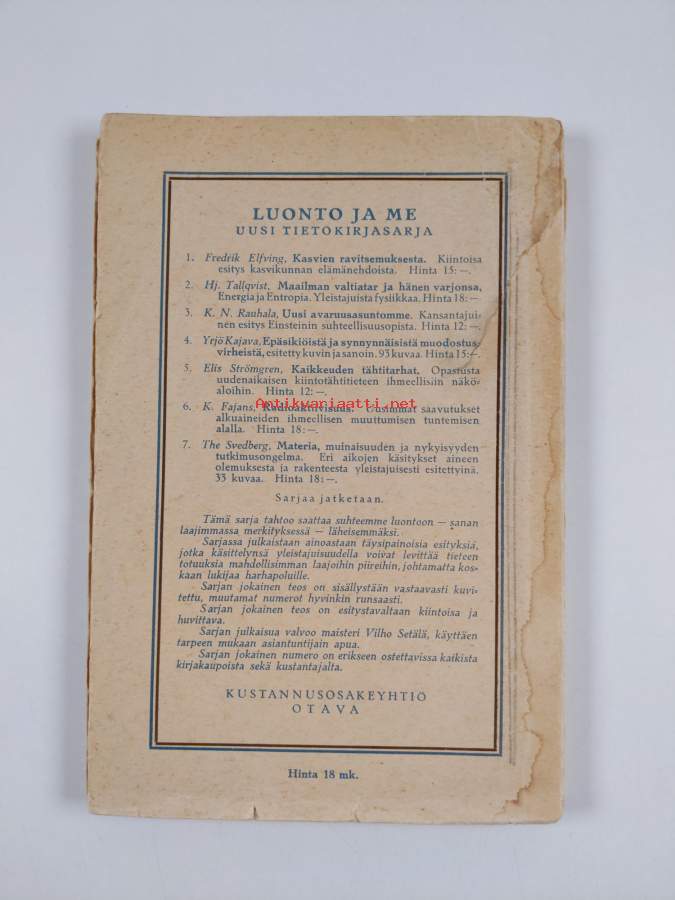 LUONTO JA ME
UUSI TIETOKIRJASARJA
1. Fredrik Elfving, Kasvien ravitsemuksesta. Kiintoisa
esitys kasvikunnan elämänehdoista. Hinta 15: —.
2. Hj. Tallqvist, Maailman valtiatar ja hänen varjonsa,
Energia ja Entropia. Yleistajuista fysiikkaa. Hinta 18: —
3. K. N. Rauhala, Uusi avaruusasuntomme. Kansantajui-
nen esitys Einsteinin suhteellisuusopista. Hinta 12: —.
4. Yrjö Kajava, Epäsikiöistä ja synnynnäisistä muodostus-
virheistä, esitetty kuvin ja sanoin. 93 kuvaa. Hinta 15: —.
5. Elis Strömgren, Kaikkeuden tähtitarhat. Opastusta
uudenaikaisen kiintotähtitieteen ihmeellisiin näkö-
aloihin. Hinta 12: —.
Antikvariaatti.net
6. K. Fajans, Radioaktiivisuus. Uusimmat saavutukset
alkuaineiden ihmeellisen muuttumisen tuntemisen
alalla. Hinta 18: —.
7. The Svedberg, Materia, muinaisuuden ja nykyisyyden
tutkimusongelma. Eri aikojen käsitykset aineen
olemuksesta ja rakenteesta yleistajuisesti esitettyinä.
33 kuvaa. Hinta 18: —.
Sarjaa jatketaan.
Tämä sarja tahtoo saattaa suhteemme luontoon — sanan
laajimmassa merkityksessä — läheisemmäksi.
Sarjassa julkaistaan ainoastaan täysipainoisia esityksiä,
jotka käsittelynsä yleistajuisuudella voivat levittää tieteen
totuuksia mahdollisimman laajoihin piireihin, johtamatta kos-
kaan lukijaa harhapoluille.
Sarjan jokainen teos on sisällystään vastaavasti kuvi-
tettu, muutamat numerot hyvinkin runsaasti.
Sarjan jokainen teos on esitystavaltaan kiintoisa ja
huvittava.
Sarjan julkaisua valvoo maisteri Vilho Setälä, käyttäen
tarpeen mukaan asiantuntijain apua.
Sarjan jokainen numero on erikseen ostettavissa kaikista
kirjakaupoista sekä kustantajalta.
KUSTANNUSOSAKEYHTIÖ
OTAVA
Hinta 18 mk.